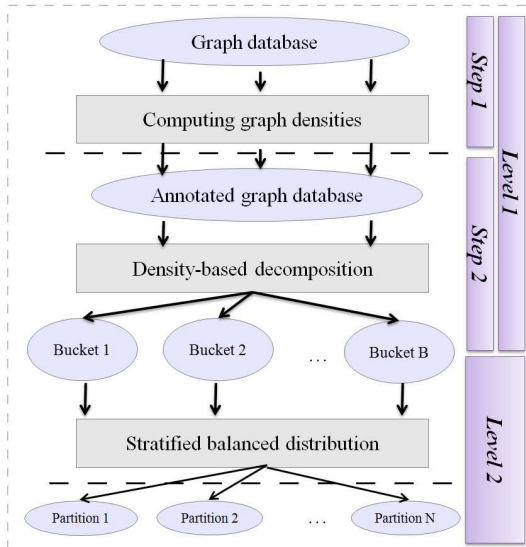 Graph database
Computing graph densities
Annotated graph database
Density-based decomposition
Bucket 1
Bucket 2
...
Bucket B
Stratified balanced distribution
Partition 1
Partition 2
...
Partition N
Step 1
Step 2
Level 1
Level 2